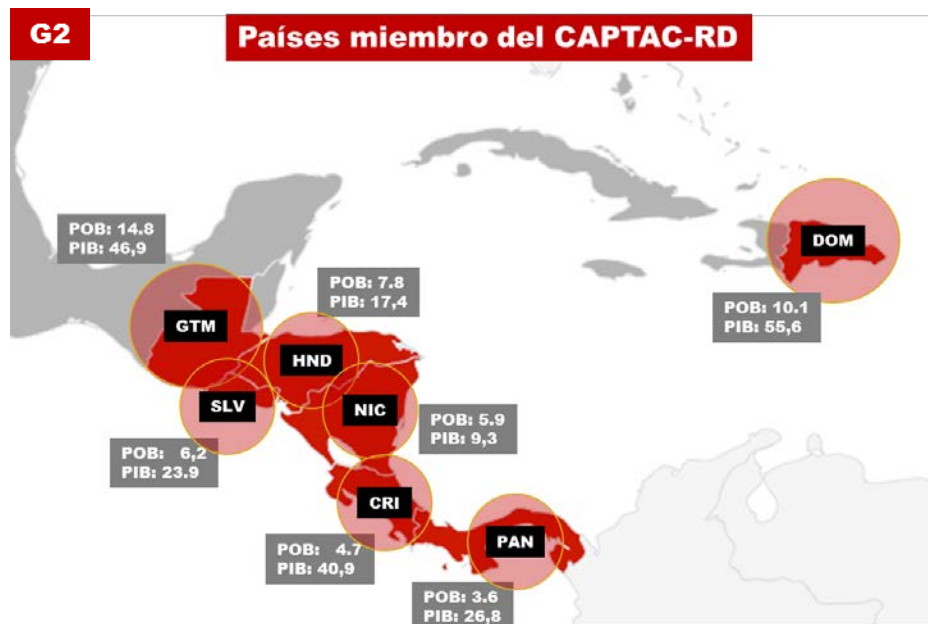 G2
Países miembro del CAPTAC-RD
POB: 14.8
PIB: 46,9
GTM
POB: 7.8
PIB: 17,4
HND
DOM
POB: 10.1
PIB: 55,6
SLV
POB: 6,2
PIB: 23.9
NIC
POB: 5.9
PIB: 9,3
CRI
POB: 4.7
PIB: 40,9
PAN
POB: 3.6
PIB: 26,8